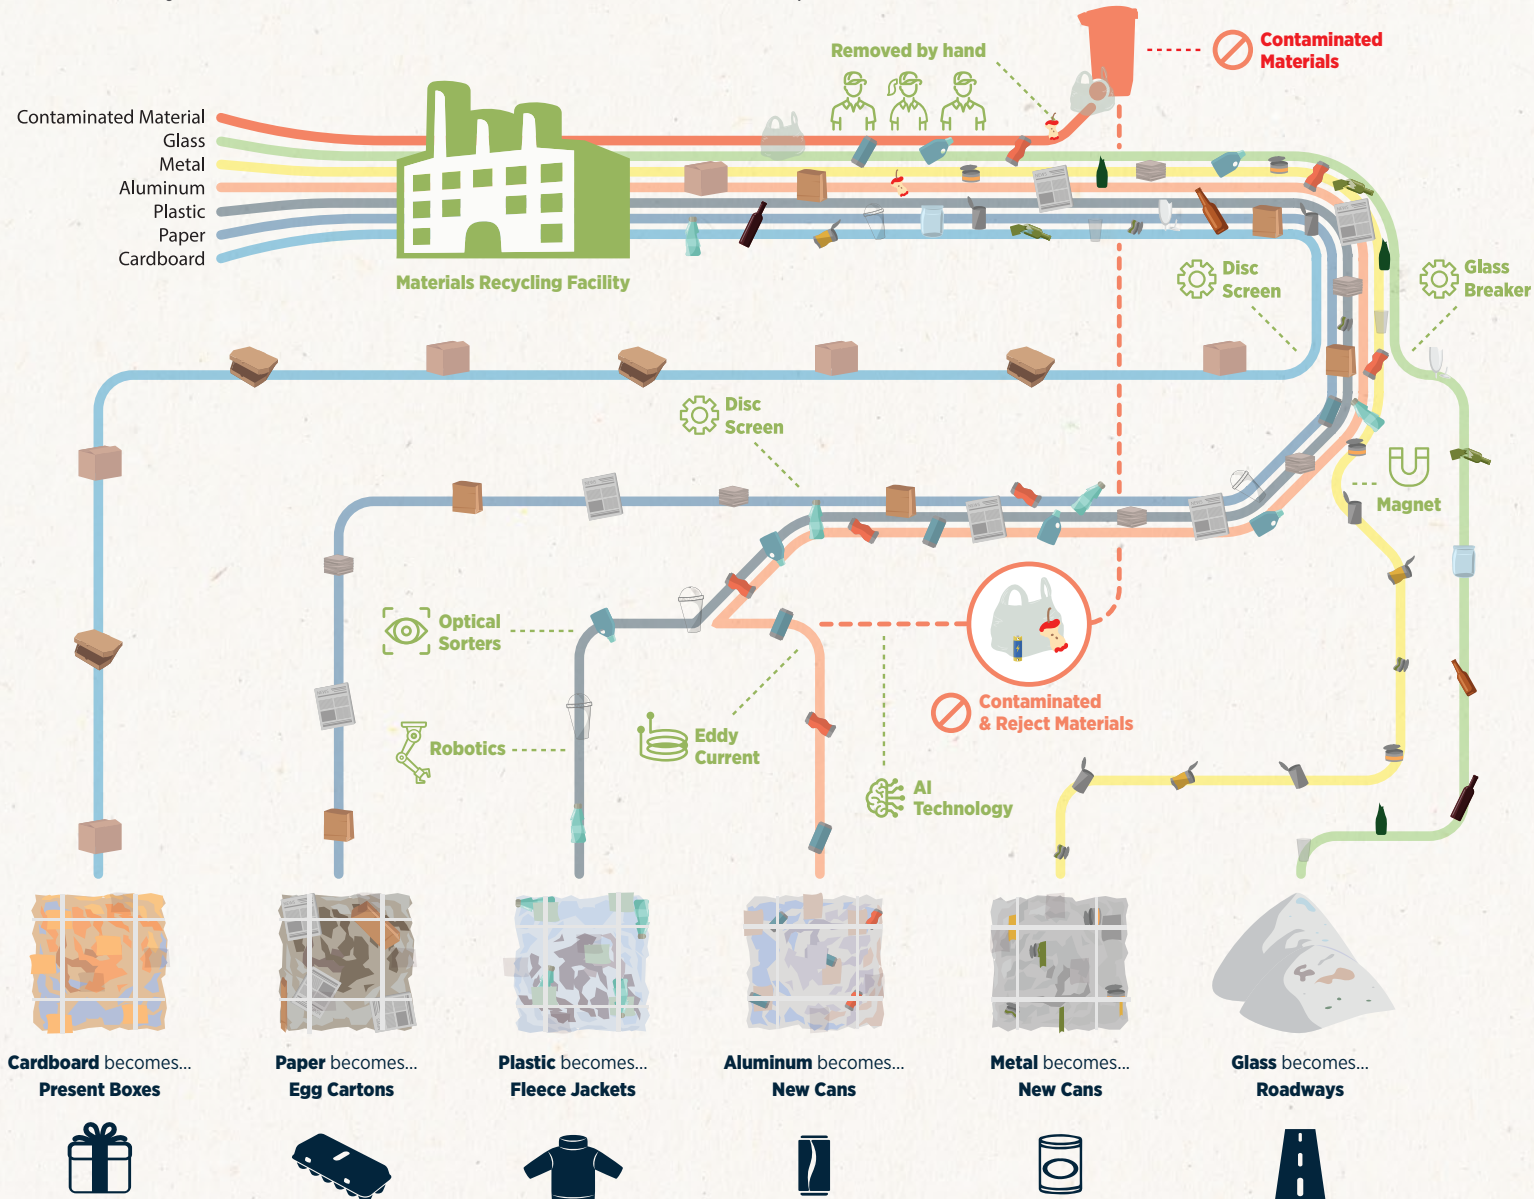 Removed by hand
Contaminated
Materials
Contaminated Material
Glass
Metal
Aluminum
Plastic
Paper
Cardboard
Materials Recycling Facility
Disc
Screen
Glass
Breaker
Disc
Screen
Magnet
Optical
Sorters
Contaminated
& Reject Materials
Robotics
Eddy
Current
AI
Technology
Cardboard becomes...
Present Boxes
Paper becomes...
Egg Cartons
Plastic becomes...
Fleece Jackets
Aluminum becomes...
New Cans
Metal becomes...
New Cans
Glass becomes...
Roadways